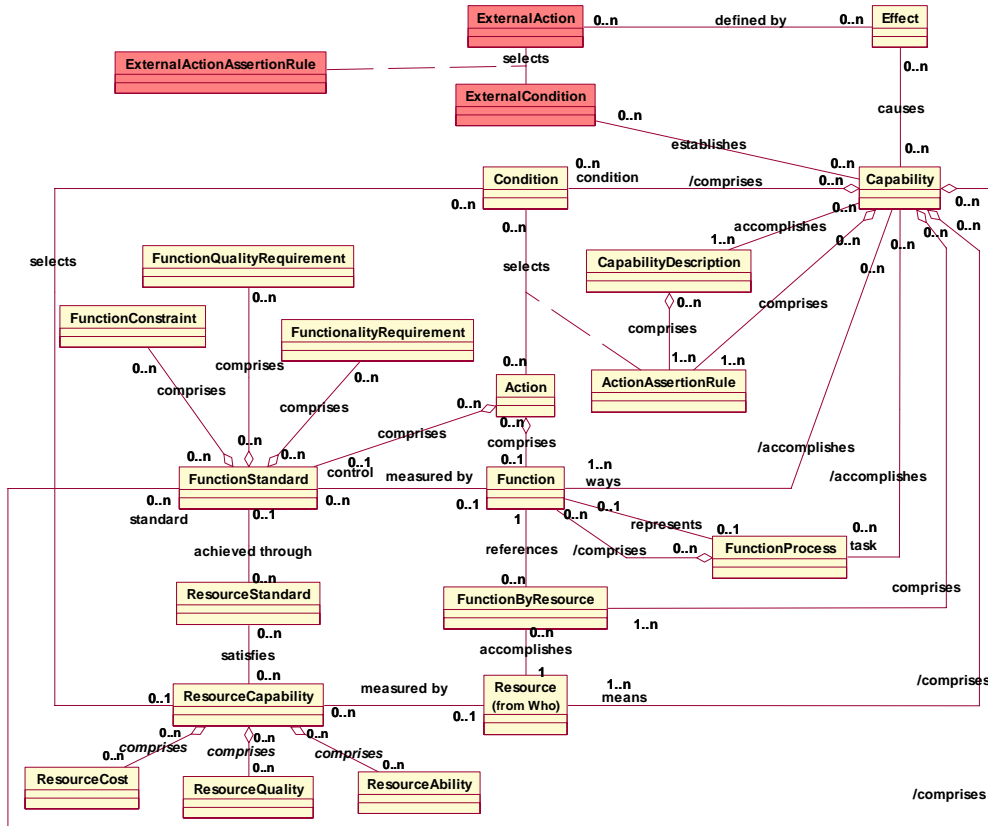 ExternalAction
0..n
defined by
0..n
Effect
0..n
selects
ExternalActionAssertionRule
ExternalCondition
0..n
causes
establishes
0..n
0..n
0..n
condition
/comprises
0..n
Condition
0..n
Capability
0..n
0..n
0..n
0..n
0..n
0..n
accomplishes
1..n
0..n
0..n
selects
FunctionQualityRequirement
0..n
selects
CapabilityDescription
0..n
comprises
comprises
FunctionConstraint
0..n
FunctionalityRequirement
0..n
comprises
comprises
comprises
1..n
1..n
ActionAssertionRule
0..n
Action
0..n
0..n
comprises
comprises
0..n
0..n
0..n
control
0..1
0..1
/accomplishes
/accomplishes
FunctionStandard
measured by
Function
1..n
ways
0..n
standard
0..1
0..n
0..1
1
0..n
0..1
represents
0..1
0..n
task
achieved through
references
/comprises
0..n
FunctionProcess
0..n
ResourceStandard
0..n
FunctionByResource
comprises
0..n
0..n
1..n
satisfies
accomplishes
0..n
1
ResourceCapability
measured by
Resource
(from Who)
1..n
means
/comprises
0..1
0..n
0..1
0..n
comprises
0..n
0..n
comprises
0..n
0..n
comprises
0..n
ResourceCost
ResourceQuality
ResourceAbility
/comprises